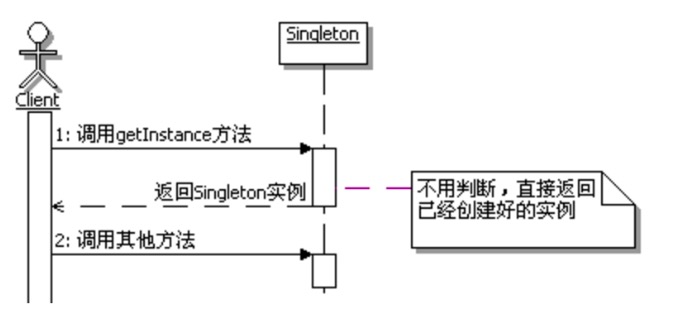 Singleton
Client
1: 调用getInstance方法
返回Singleton实例
不用判断，直接返回
已经创建好的实例
2: 调用其他方法